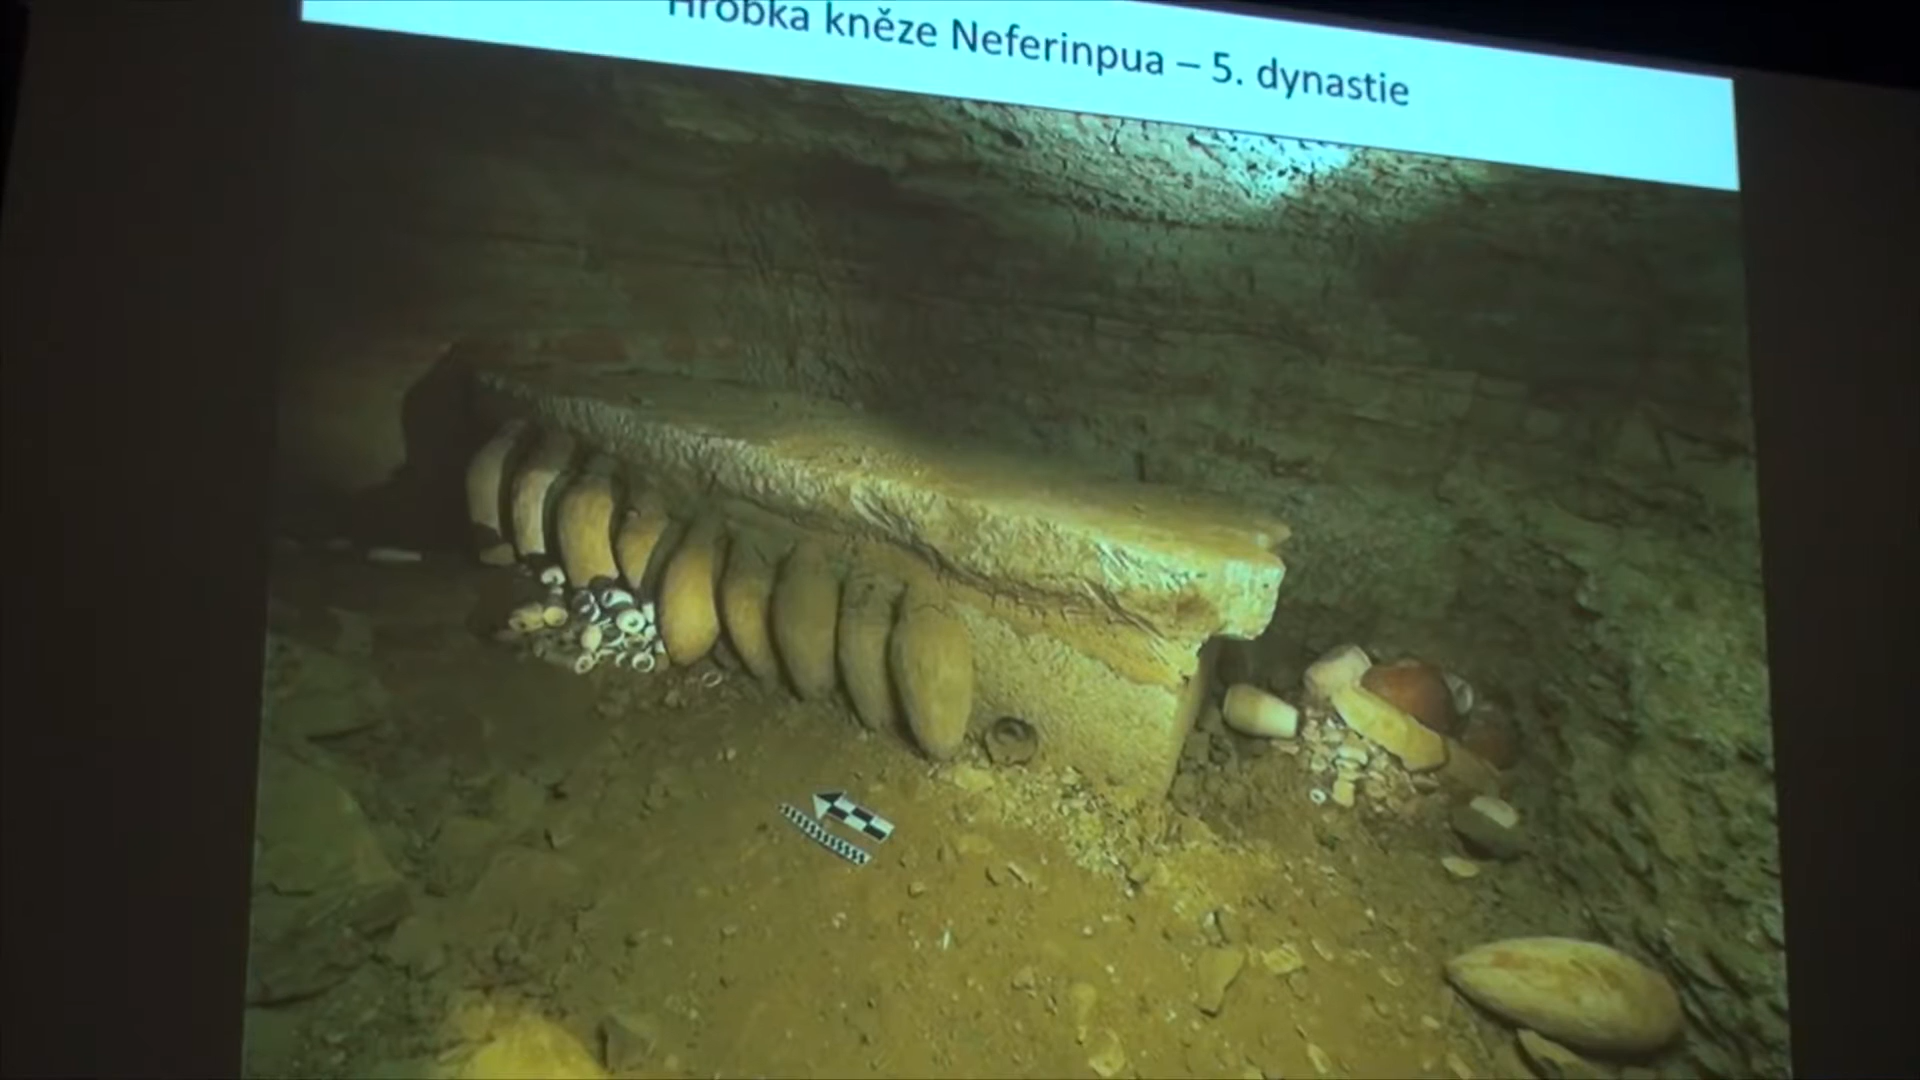 Hrobka kněze Neferinpua – 5. dynastie